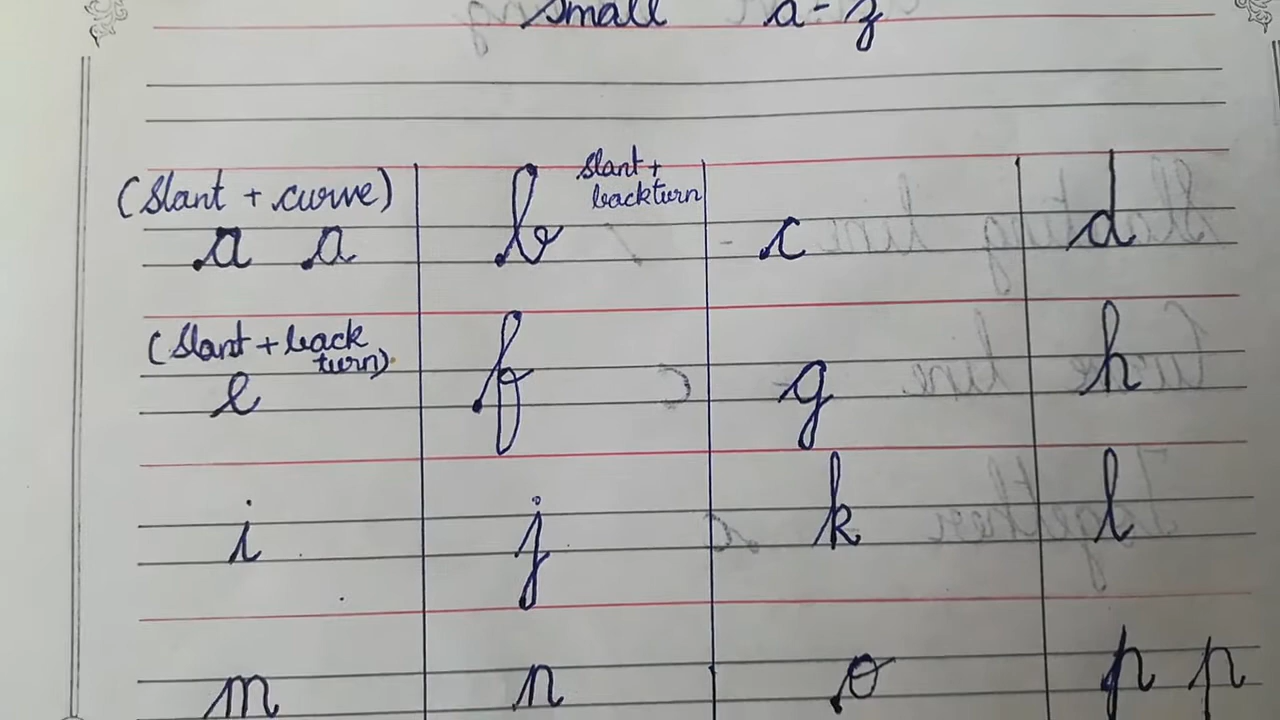 small a-z
(slant + curve)
slant +
backturn
a a b c d
(slant + back
turn)
e f g h
i j k l
m n o p p